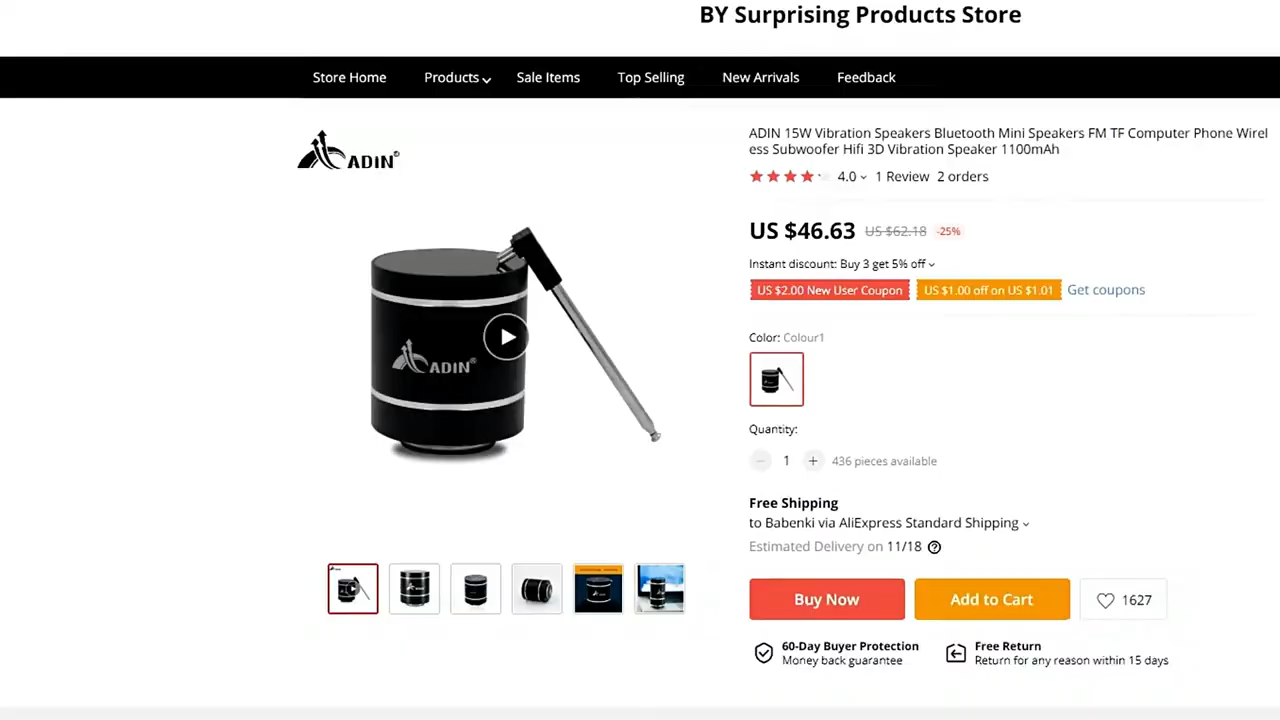 BY Surprising Products Store
Store Home Products Sale Items Top Selling New Arrivals Feedback
ADIN®
ADIN 15W Vibration Speakers Bluetooth Mini Speakers FM TF Computer Phone Wirel
ess Subwoofer Hifi 3D Vibration Speaker 1100mAh
4.0 1 Review 2 orders
US $46.63 US $62.18 -25%
Instant discount: Buy 3 get 5% off
US $2.00 New User Coupon US $1.00 off on US $1.01 Get coupons
Color: Colour1
ADIN®
Quantity:
1 436 pieces available
Free Shipping
to Babenki via AliExpress Standard Shipping
Estimated Delivery on 11/18
Buy Now Add to Cart 1627
60-Day Buyer Protection
Money back guarantee
Free Return
Return for any reason within 15 days